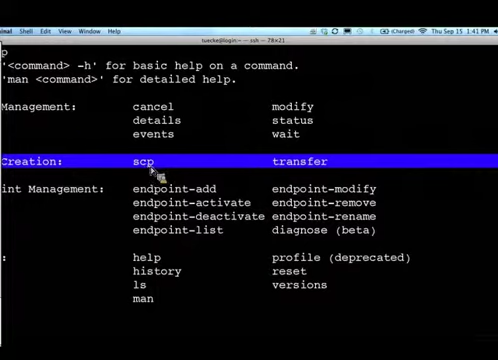 minal Shell Edit View Window Help (Charged) Thu Sep 15 1:41 PM
tuecke@login:~ — ssh — 78×21
p
'<command> -h' for basic help on a command.
'man <command>' for detailed help.
Management: cancel modify
details status
events wait
Creation: scp transfer
int Management: endpoint-add endpoint-modify
endpoint-activate endpoint-remove
endpoint-deactivate endpoint-rename
endpoint-list diagnose (beta)
: help profile (deprecated)
history reset
ls versions
man